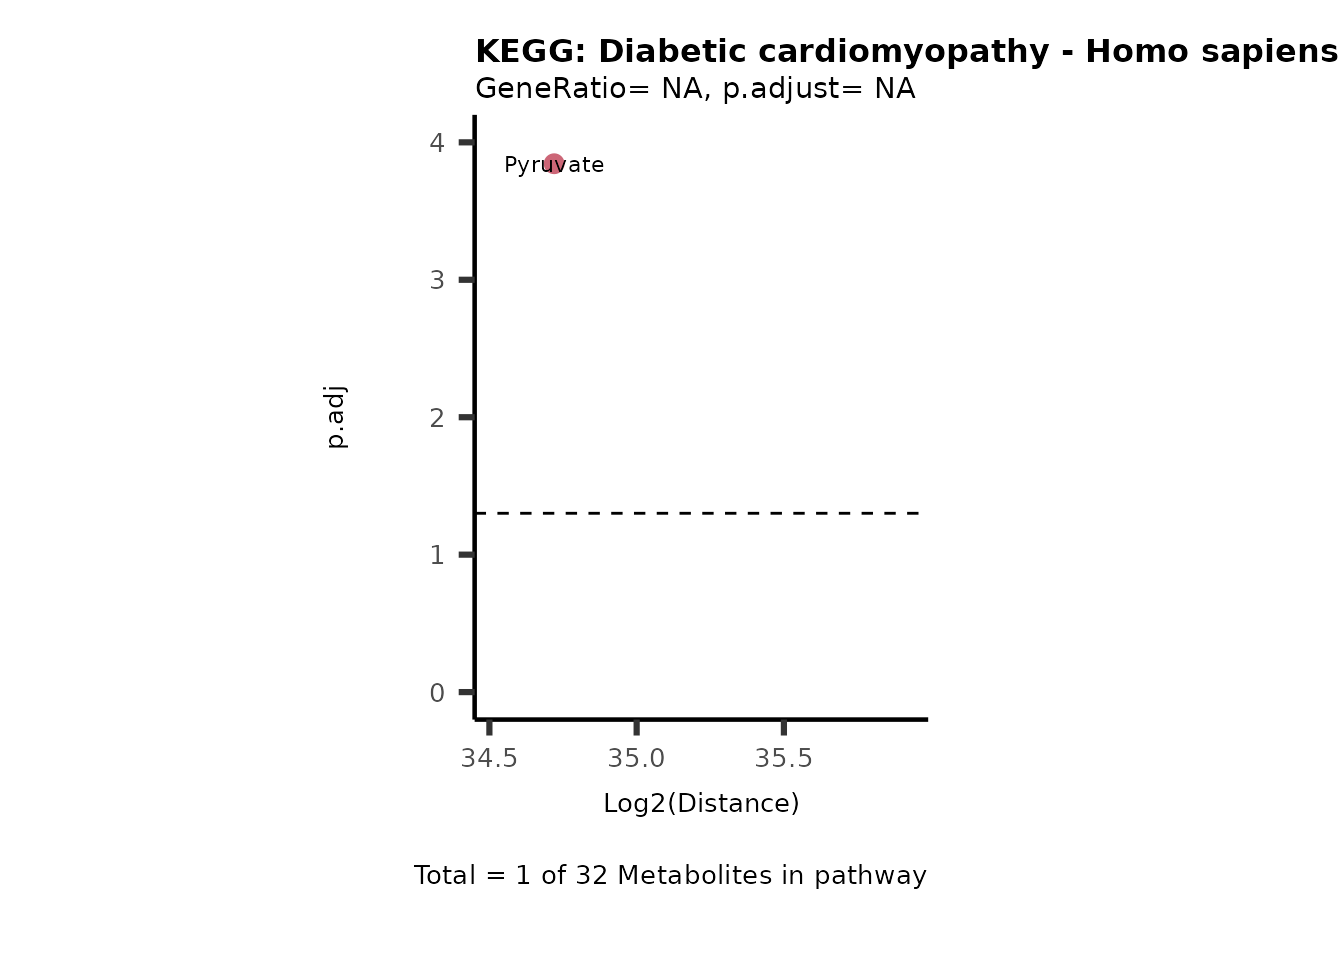 KEGG: Diabetic cardiomyopathy - Homo sapiens
GeneRatio= NA, p.adjust= NA
4
Pyruvate
3
p.adj
2
1
0
34.5 35.0 35.5
Log2(Distance)
Total = 1 of 32 Metabolites in pathway